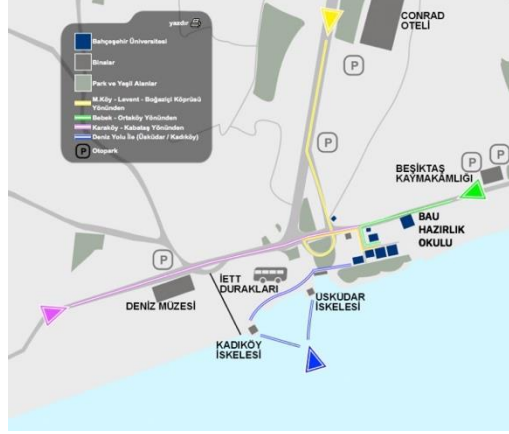 yazdır
Bahçeşehir Üniversitesi
Binalar
Park ve Yeşil Alanlar
M.Köy - Levent - Boğaziçi Köprüsü
Yönünden
Bebek - Ortaköy Yönünden
Karaköy - Kabataş Yönünden
Deniz Yolu İle (Üsküdar / Kadıköy)
P Otopark
CONRAD
OTELİ
P
P
P P
BEŞİKTAŞ
KAYMAKAMLIĞI
BAU
HAZIRLIK
OKULU
P
İETT
DURAKLARI
DENİZ MÜZESİ
USKUDAR
İSKELESİ
KADIKÖY
İSKELESİ